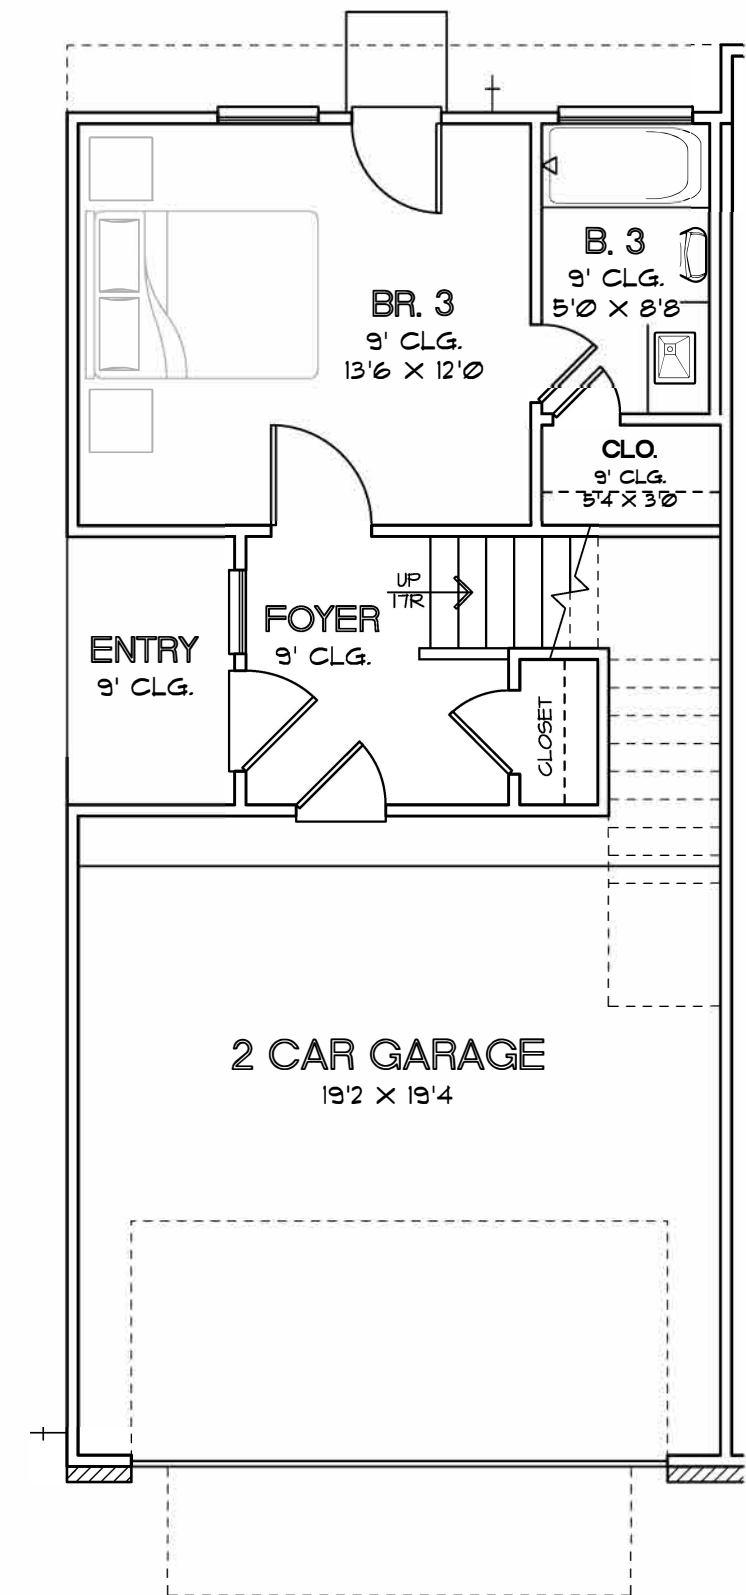 B. 3
9' CLG.
5'0 X 8'8
BR. 3
9' CLG.
13'6 X 12'0
CLO.
9' CLG.
5'4 X 3'0
UP
17R
FOYER
9' CLG.
ENTRY
9' CLG.
CLOSET
2 CAR GARAGE
19'2 X 19'4